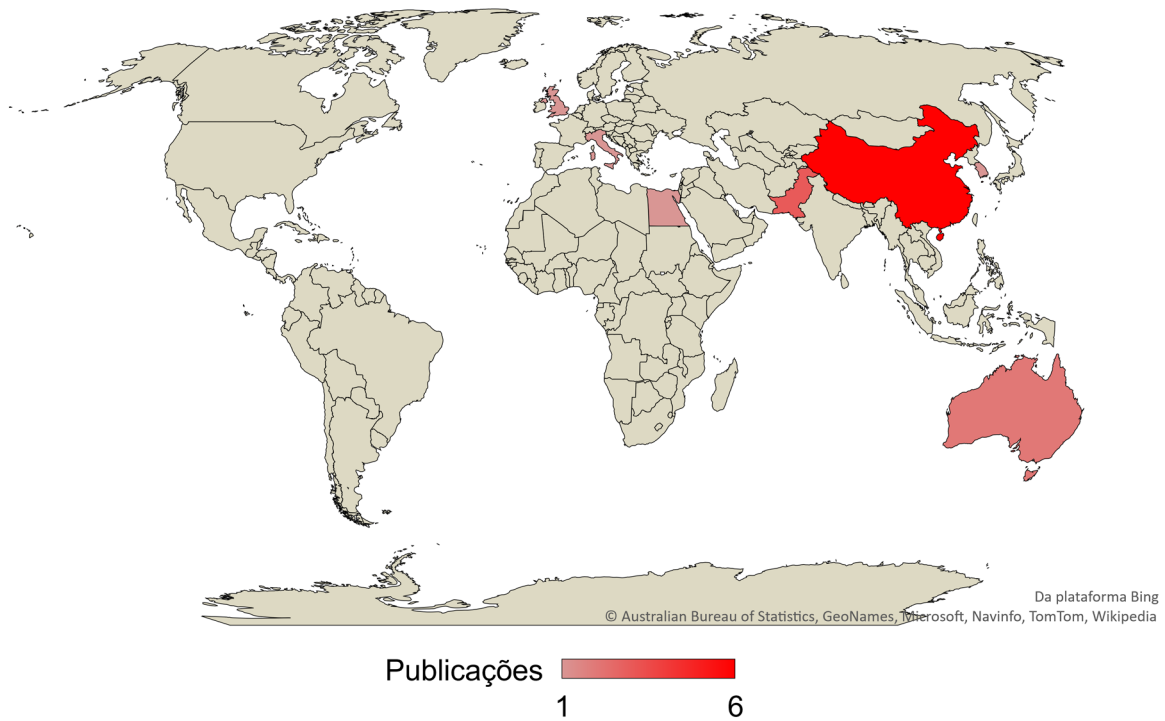 Da plataforma Bing
© Australian Bureau of Statistics, GeoNames, Microsoft, Navinfo, TomTom, Wikipedia
Publicações
1 6